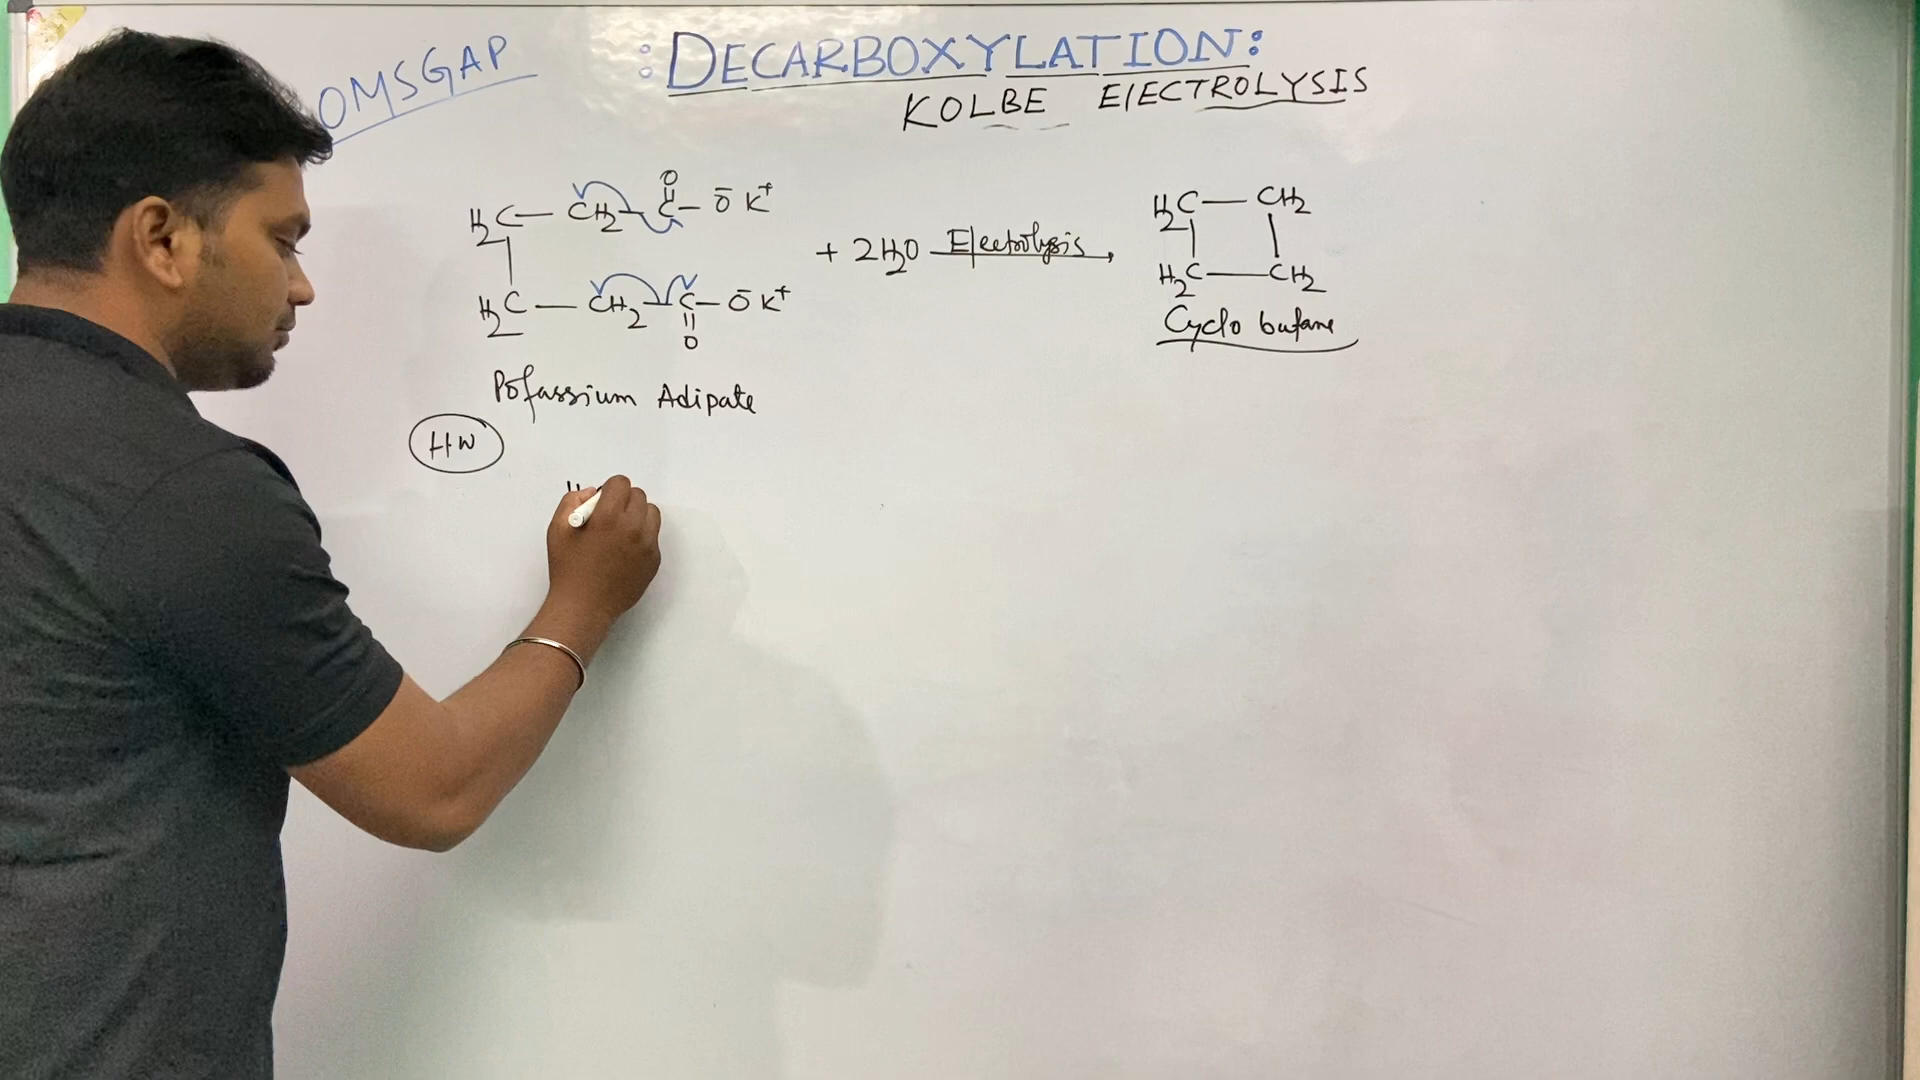 OMSGAP
:DECARBOXYLATION:
KOLBE ElECTROLYSIS
O
H2C — CH2 — C — O⁻ K⁺
+ 2H2O Electrolysis
H2C — CH2
H2C — CH2 — C — O⁻ K⁺
O
H2C — CH2
Cyclo butane
Potassium Adipate
HW